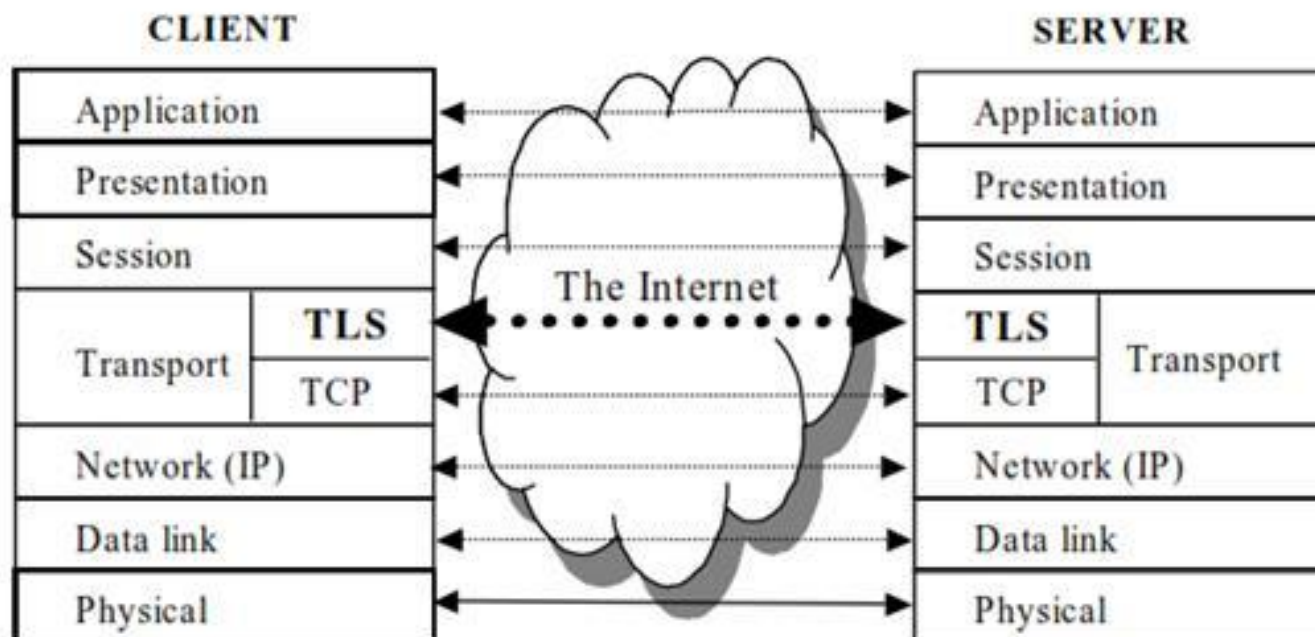 CLIENT
SERVER
Application
Application
Presentation
Presentation
Session
Session
The Internet
TLS
TLS
Transport
Transport
TCP
TCP
Network (IP)
Network (IP)
Data link
Data link
Physical
Physical